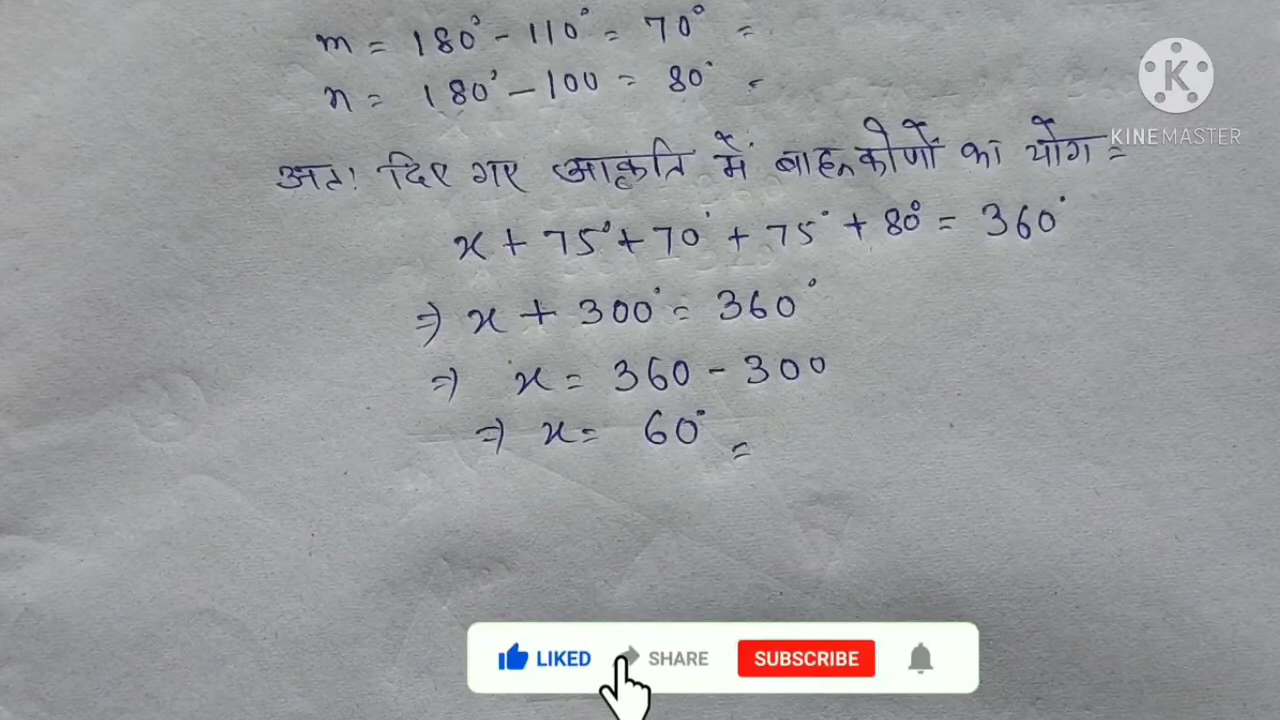 m = 180° - 110° = 70° =
n = 180° - 100 = 80° =
K
KINEMASTER
अतः दिए गए आकृति में बाह्य कोणों का योग =
x + 75° + 70° + 75° + 80° = 360°
⇒ x + 300° = 360°
⇒ x = 360 - 300
⇒ x = 60° =
LIKED SHARE SUBSCRIBE